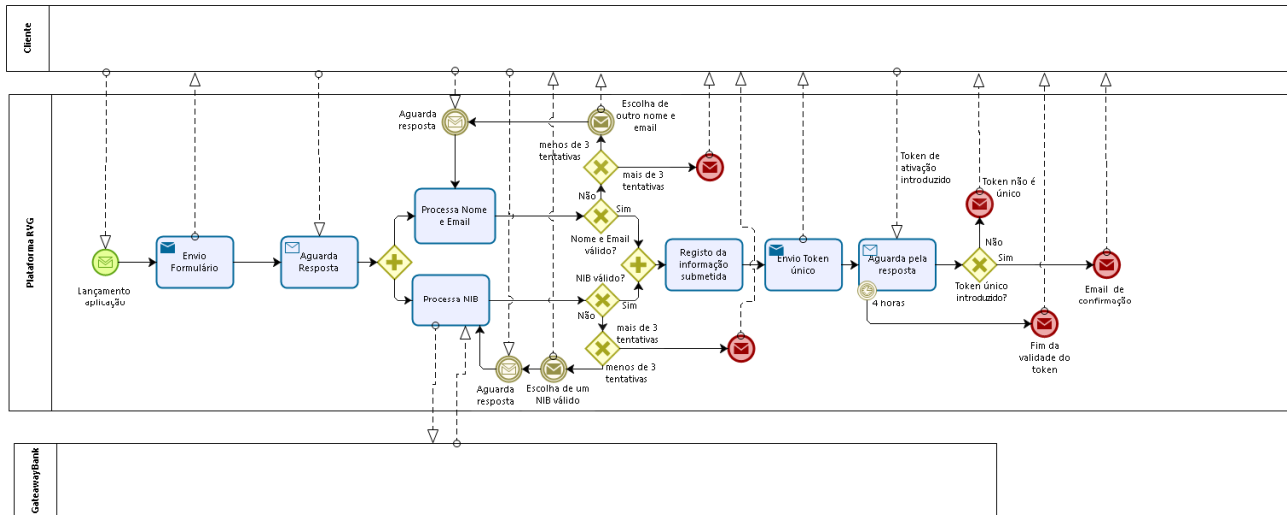 Cliente
Plataforma RVG
Lançamento
aplicação
Envio
Formulário
Aguarda
Resposta
Aguarda
resposta
Escolha de
outro nome e
email
menos de 3
tentativas
mais de 3
tentativas
Processa Nome
e Email
Não
Sim
Nome e Email
válido?
Processa NIB
NIB válido?
Sim
Não
mais de 3
tentativas
menos de 3
tentativas
Aguarda
resposta
Escolha de um
NIB válido
Registo da
informação
submetida
Envio Token
único
Token de
ativação
introduzido
Aguarda pela
resposta
4 horas
Token não é
único
Não
Sim
Token único
introduzido?
Email de
confirmação
Fim da
validade do
token
GateawayBank